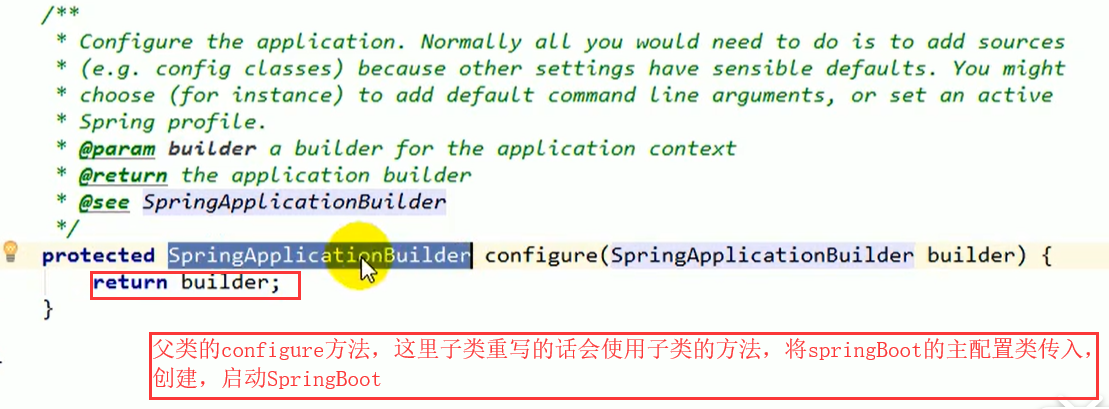 /**
* Configure the application. Normally all you would need to do is to add sources
* (e.g. config classes) because other settings have sensible defaults. You might
* choose (for instance) to add default command line arguments, or set an active
* Spring profile.
* @param builder a builder for the application context
* @return the application builder
* @see SpringApplicationBuilder
*/
protected SpringApplicationBuilder configure(SpringApplicationBuilder builder) {
return builder;
}
父类的configure方法，这里子类重写的话会使用子类的方法，将springBoot的主配置类传入，
创建，启动SpringBoot